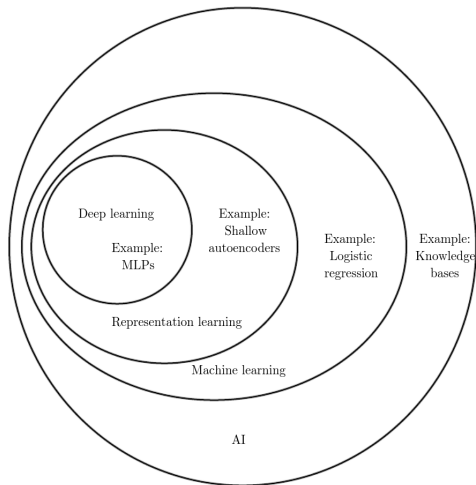 Deep learning
Example:
MLPs
Example:
Shallow
autoencoders
Example:
Logistic
regression
Example:
Knowledge
bases
Representation learning
Machine learning
AI